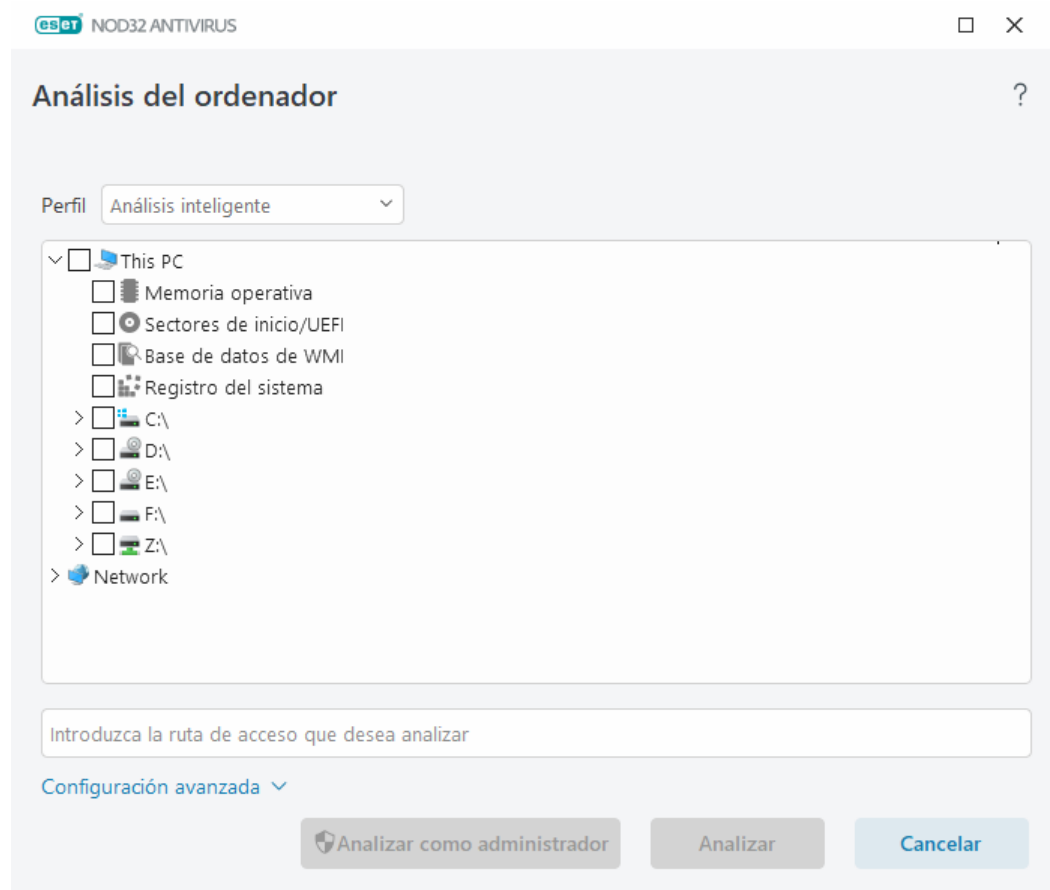 eset NOD32 ANTIVIRUS
Análisis del ordenador
?
Perfil Análisis inteligente
This PC
Memoria operativa
Sectores de inicio/UEFI
Base de datos de WMI
Registro del sistema
C:\
D:\
E:\
F:\
Z:\
Network
Introduzca la ruta de acceso que desea analizar
Configuración avanzada
Analizar como administrador Analizar Cancelar